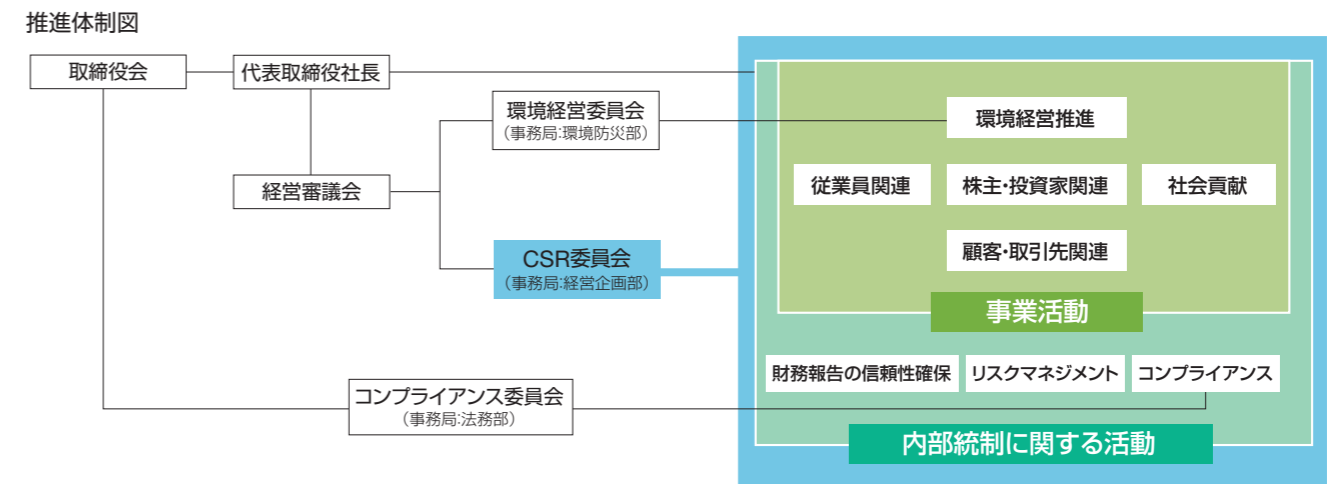 推進体制図
取締役会
代表取締役社長
経営審議会
環境経営委員会
（事務局:環境防災部）
CSR委員会
（事務局:経営企画部）
コンプライアンス委員会
（事務局:法務部）
環境経営推進
従業員関連
株主・投資家関連
社会貢献
顧客・取引先関連
事業活動
財務報告の信頼性確保
リスクマネジメント
コンプライアンス
内部統制に関する活動